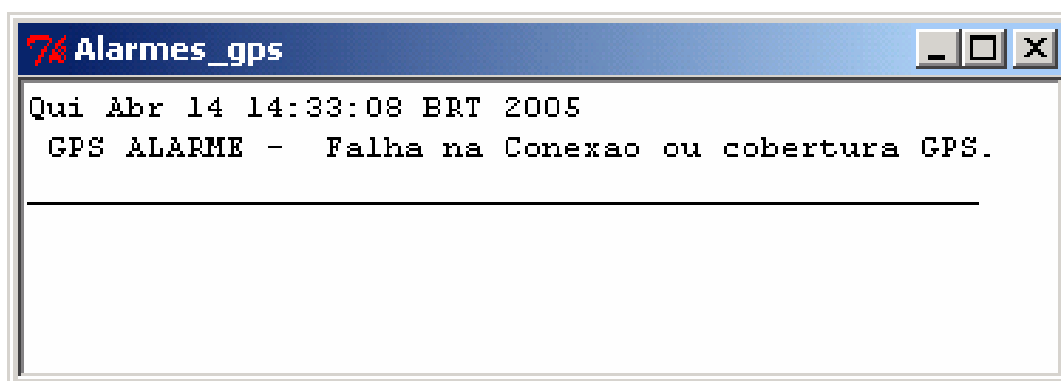 Alarmes_gps
Qui Abr 14 14:33:08 BRT 2005
GPS ALARME - Falha na Conexao ou cobertura GPS.